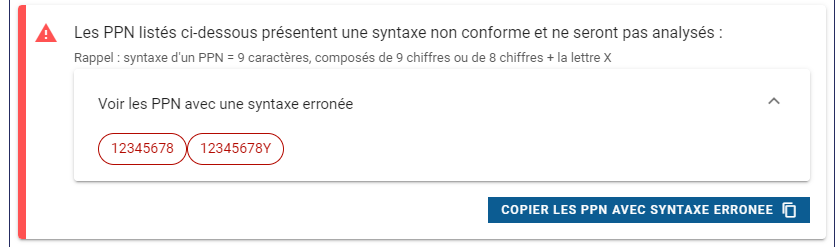 Les PPN listés ci-dessous présentent une syntaxe non conforme et ne seront pas analysés :
Rappel : syntaxe d'un PPN = 9 caractères, composés de 9 chiffres ou de 8 chiffres + la lettre X
Voir les PPN avec une syntaxe erronée
12345678 12345678Y
COPIER LES PPN AVEC SYNTAXE ERRONEE